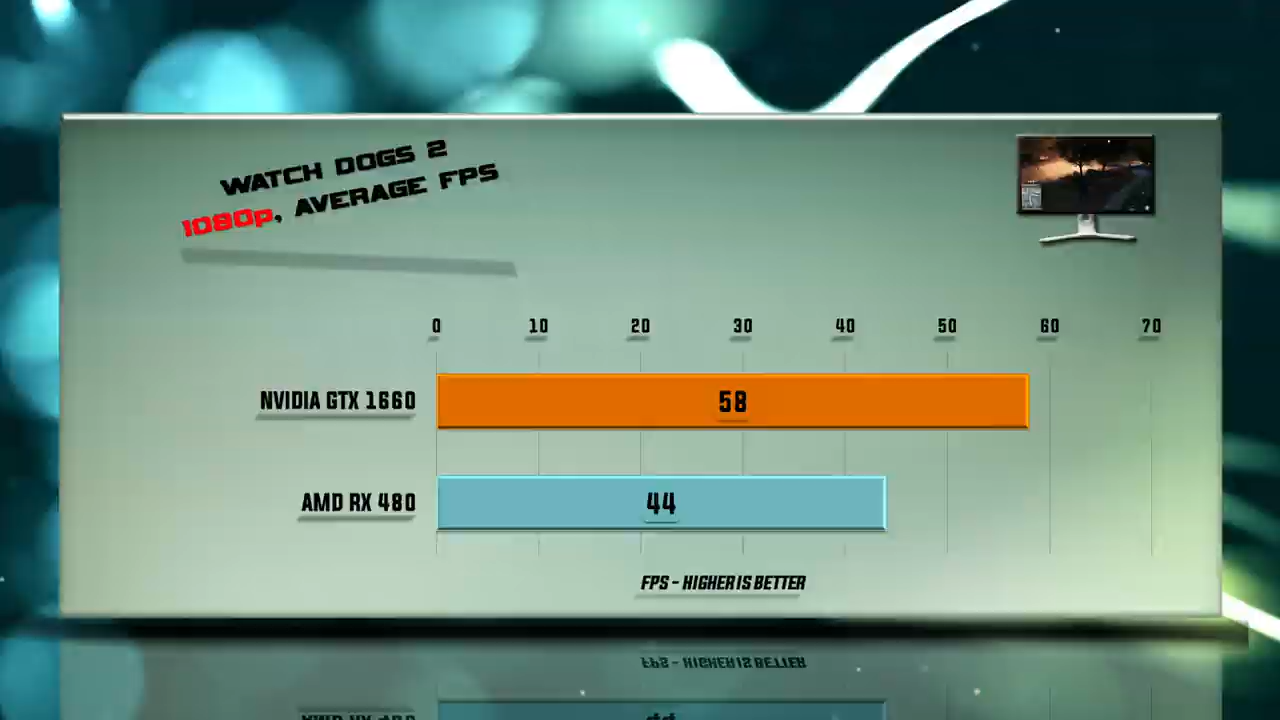 WATCH DOGS 2
1080p, AVERAGE FPS
0 10 20 30 40 50 60 70
NVIDIA GTX 1660 58
AMD RX 480 44
FPS - HIGHER IS BETTER